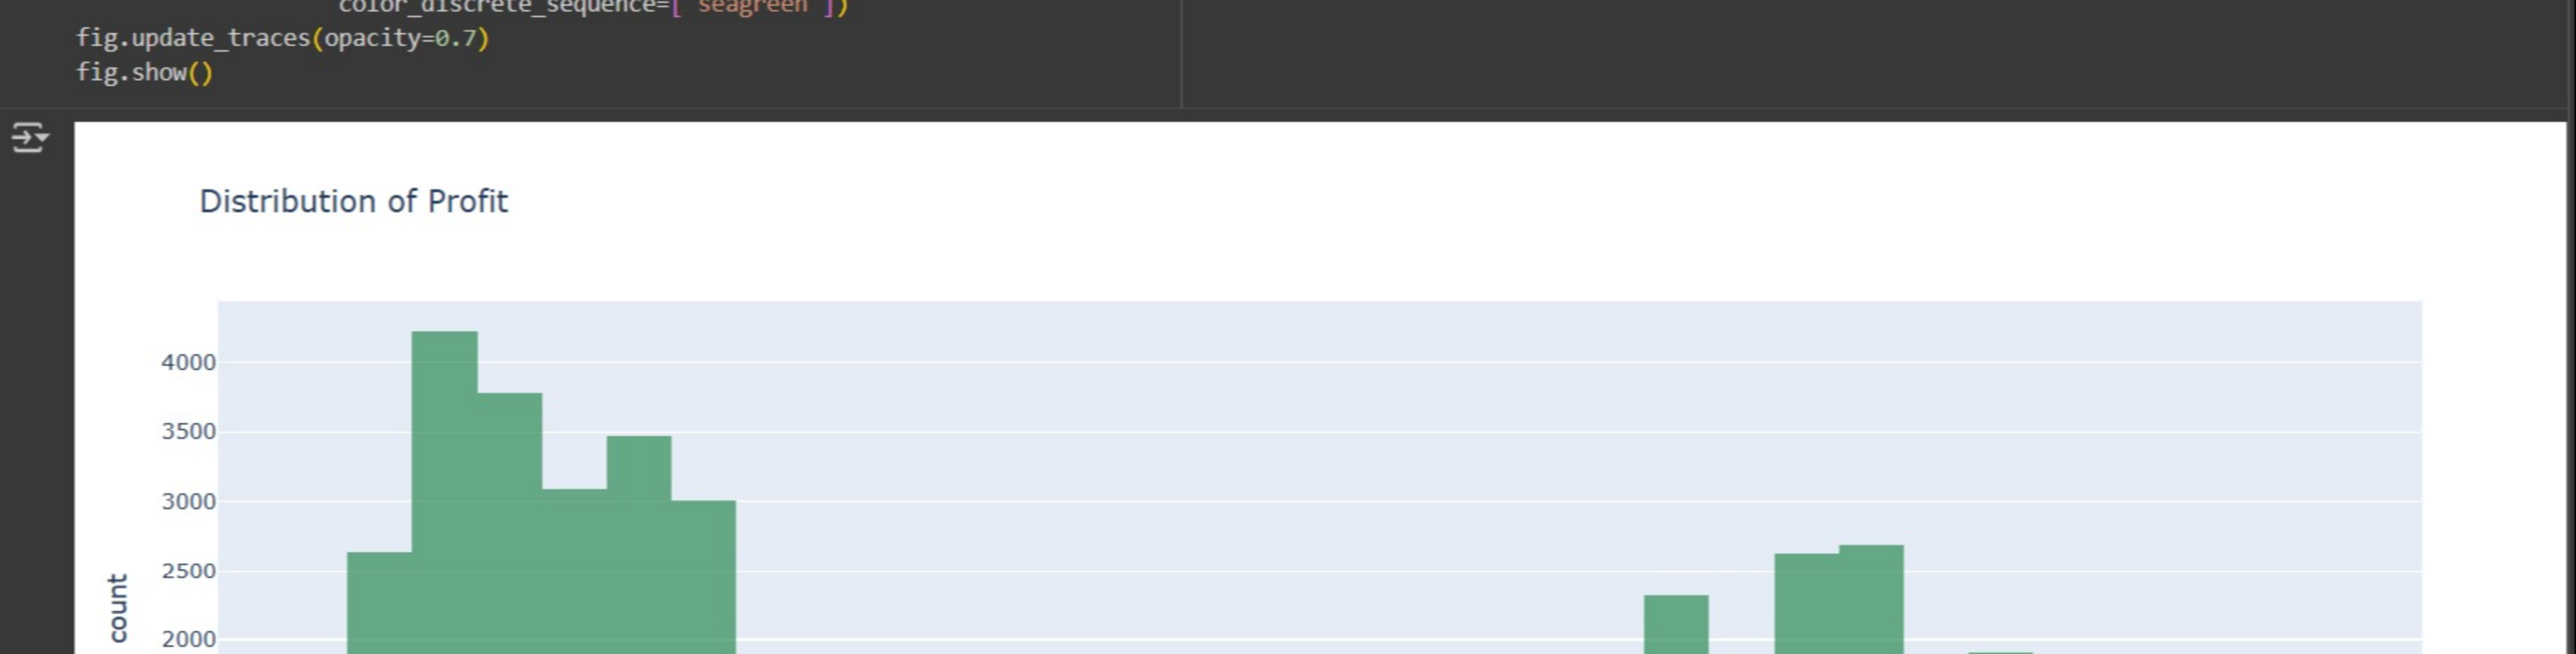 color_discrete_sequence=['seagreen'])
fig.update_traces(opacity=0.7)
fig.show()
Distribution of Profit
4000
3500
3000
2500
2000
count